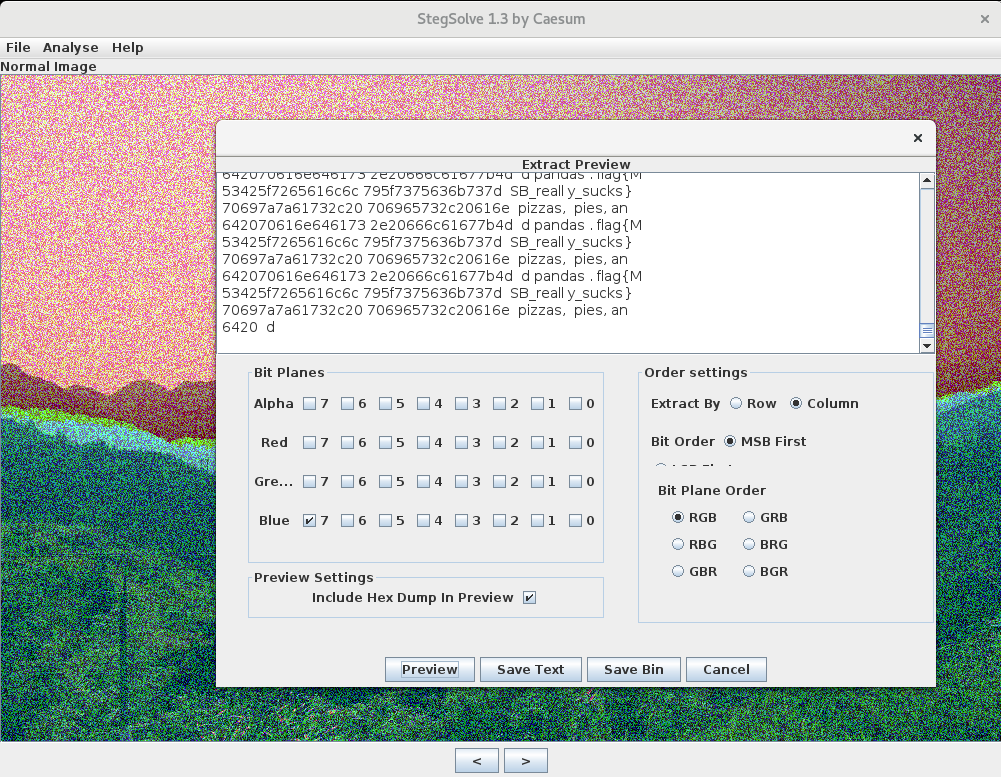 StegSolve 1.3 by Caesum ×
File Analyse Help
Normal Image
×
Extract Preview
642070616e646173 2e20666c61677b4d d pandas . flag{M
53425f7265616c6c 795f7375636b737d SB_reall y_sucks}
70697a7a61732c20 706965732c20616e pizzas, pies, an
642070616e646173 2e20666c61677b4d d pandas . flag{M
53425f7265616c6c 795f7375636b737d SB_reall y_sucks}
70697a7a61732c20 706965732c20616e pizzas, pies, an
642070616e646173 2e20666c61677b4d d pandas . flag{M
53425f7265616c6c 795f7375636b737d SB_reall y_sucks}
70697a7a61732c20 706965732c20616e pizzas, pies, an
6420 d
Bit Planes
Alpha 7 6 5 4 3 2 1 0
Red 7 6 5 4 3 2 1 0
Gre... 7 6 5 4 3 2 1 0
Blue 7 6 5 4 3 2 1 0
Preview Settings
Include Hex Dump In Preview
Order settings
Extract By Row Column
Bit Order MSB First
Bit Plane Order
RGB GRB
RBG BRG
GBR BGR
Preview Save Text Save Bin Cancel
< >